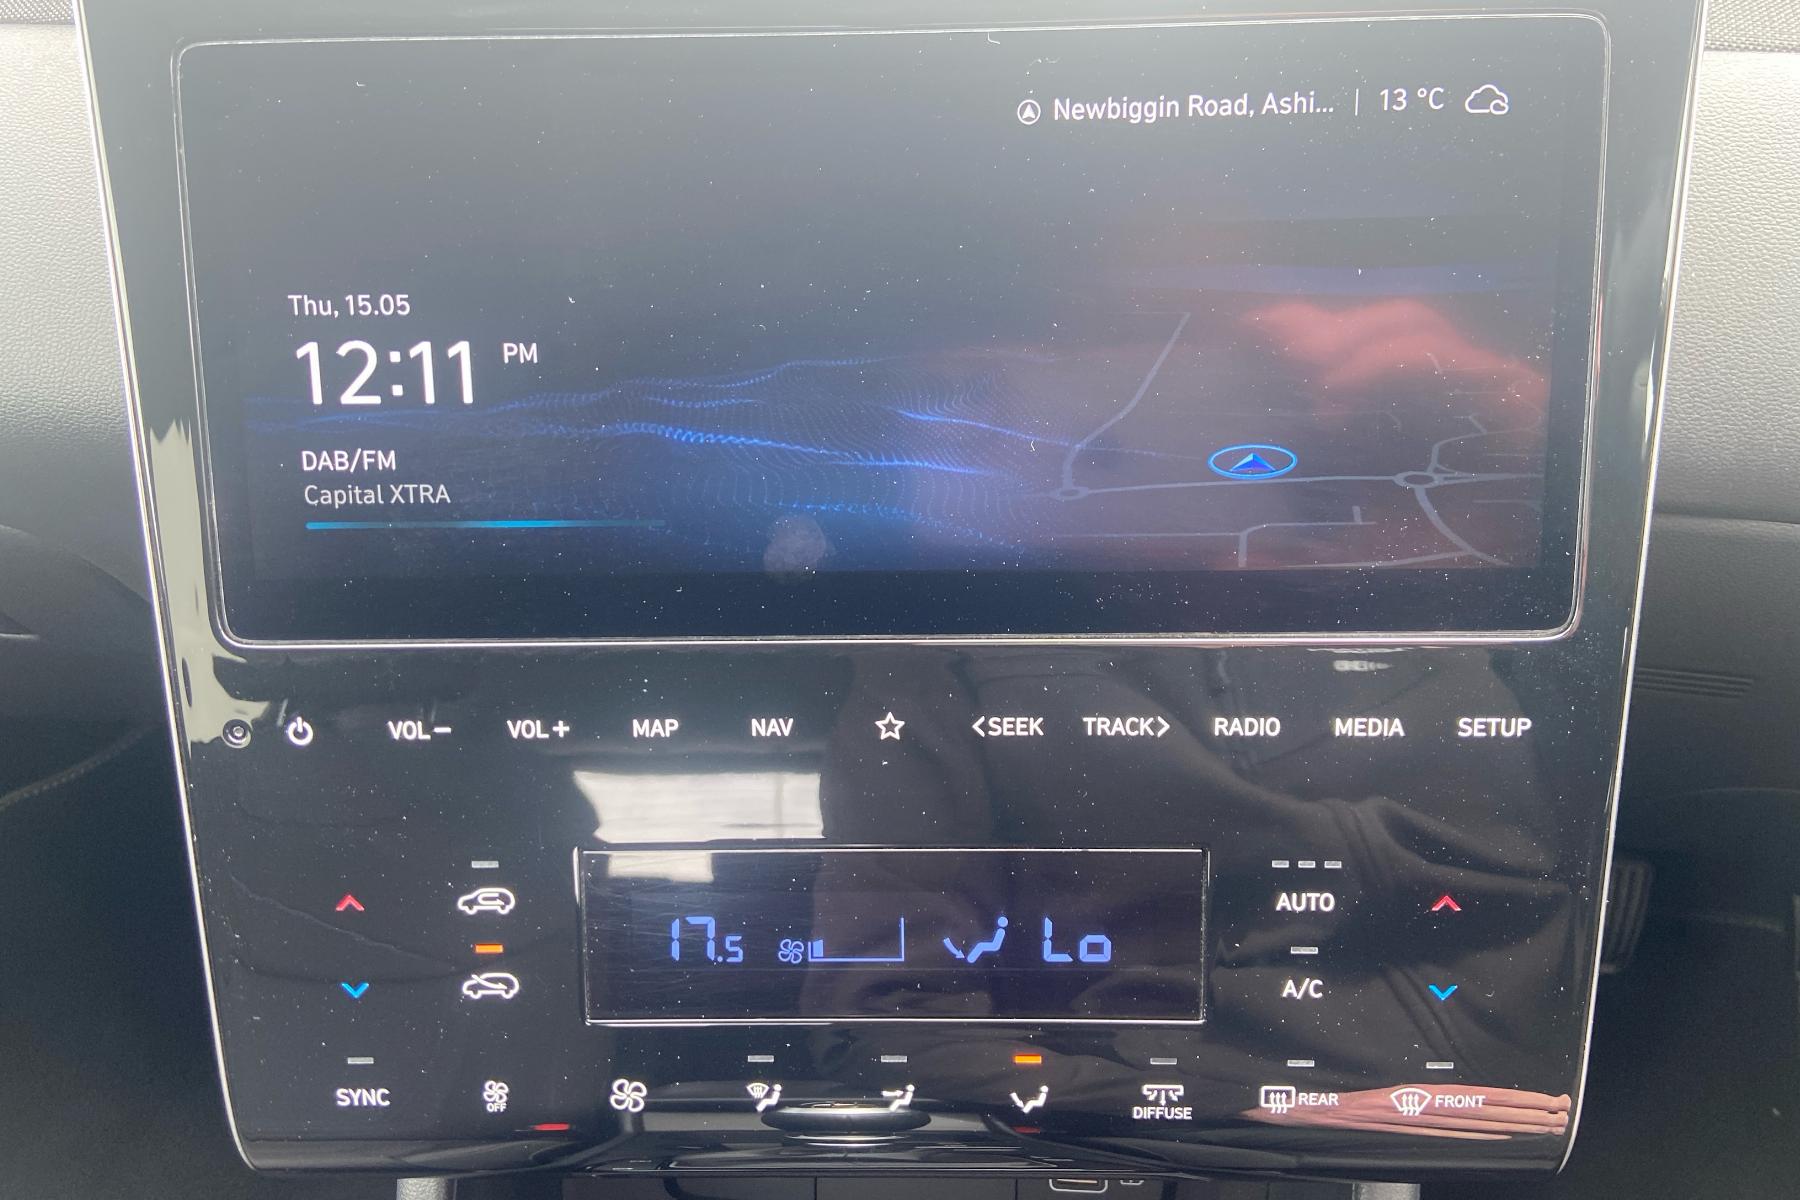 Newbiggin Road, Ashi... | 13 °C
Thu, 15.05
12:11 PM
DAB/FM
Capital XTRA
VOL− VOL+ MAP NAV <SEEK TRACK> RADIO MEDIA SETUP
AUTO
17.5 Lo
A/C
SYNC OFF DIFFUSE REAR FRONT